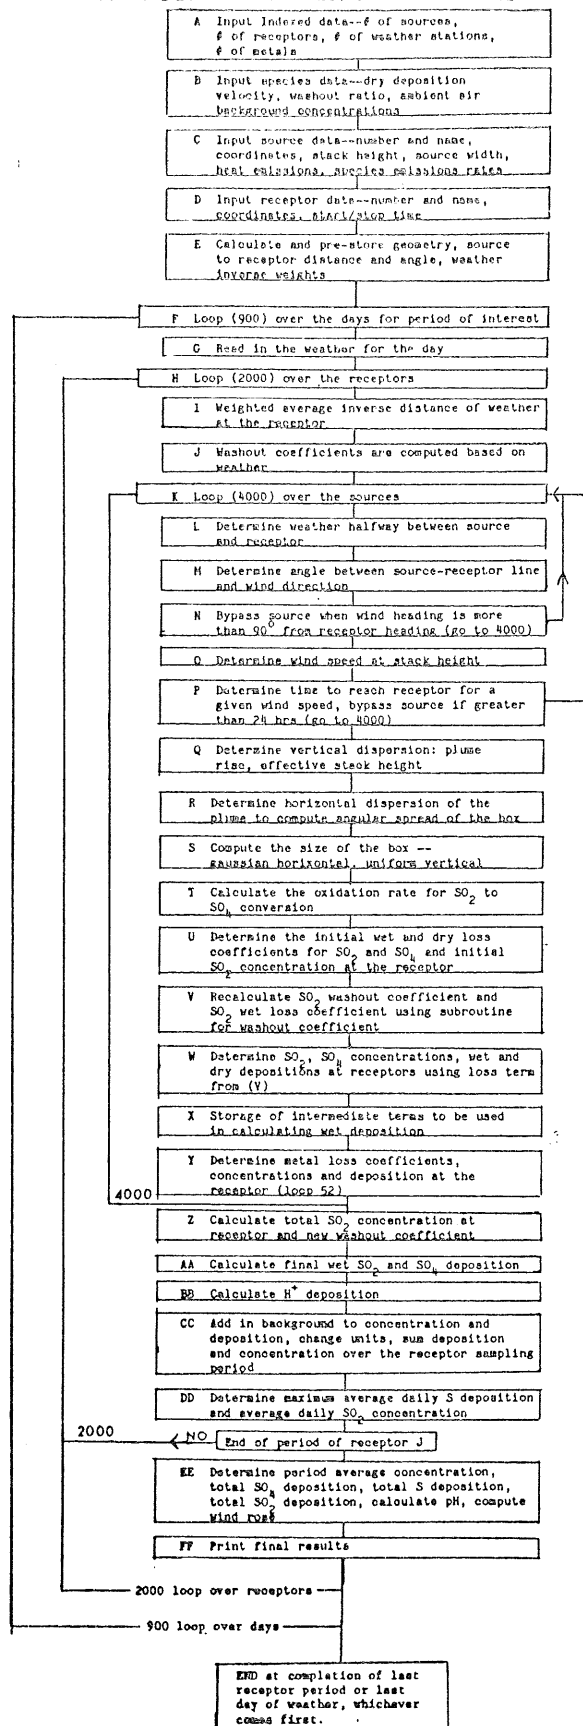 A Input Indexed data--# of sources,
# of receptors, # of weather stations,
# of metals
B Input species data--dry deposition
velocity, washout ratio, ambient air
background concentrations
C Input source data--number and name,
coordinates, stack height, source width,
heat emissions, species emissions rates
D Input receptor data--number and name,
coordinates, start/stop time
E Calculate and pre-store geometry, source
to receptor distance and angle, weather
inverse weights
F Loop (900) over the days for period of interest
G Read in the weather for the day
H Loop (2000) over the receptors
I Weighted average inverse distance of weather
at the receptor
J Washout coefficients are computed based on
weather
K Loop (4000) over the sources
L Determine weather halfway between source
and receptor
M Determine angle between source-receptor line
and wind direction
N Bypass source when wind heading is more
than 90° from receptor heading (go to 4000)
O Determine wind speed at stack height
P Determine time to reach receptor for a
given wind speed, bypass source if greater
than 24 hrs (go to 4000)
Q Determine vertical dispersion: plume
rise, effective stack height
R Determine horizontal dispersion of the
plume to compute angular spread of the box
S Compute the size of the box --
gaussian horizontal, uniform vertical
T Calculate the oxidation rate for SO₂ to
SO₄ conversion
U Determine the initial wet and dry loss
coefficients for SO₂ and SO₄ and initial
SO₂ concentration at the receptor
V Recalculate SO₂ washout coefficient and
SO₂ wet loss coefficient using subroutine
for washout coefficient
W Determine SO₂, SO₄ concentrations, wet and
dry depositions at receptors using loss term
from (V)
X Storage of intermediate terms to be used
in calculating wet deposition
Y Determine metal loss coefficients,
concentrations and deposition at the
receptor (loop 52)
4000
Z Calculate total SO₂ concentration at
receptor and new washout coefficient
AA Calculate final wet SO₂ and SO₄ deposition
BB Calculate H⁺ deposition
CC Add in background to concentration and
deposition, change units, sum deposition
and concentration over the receptor sampling
period
DD Determine maximum average daily S deposition
and average daily SO₂ concentration
2000
NO
End of period of receptor J
EE Determine period average concentration,
total SO₄ deposition, total S deposition,
total SO₂ deposition, calculate pH, compute
wind rose
FF Print final results
2000 loop over receptors
900 loop over days
END at completion of last
receptor period or last
day of weather, whichever
comes first.